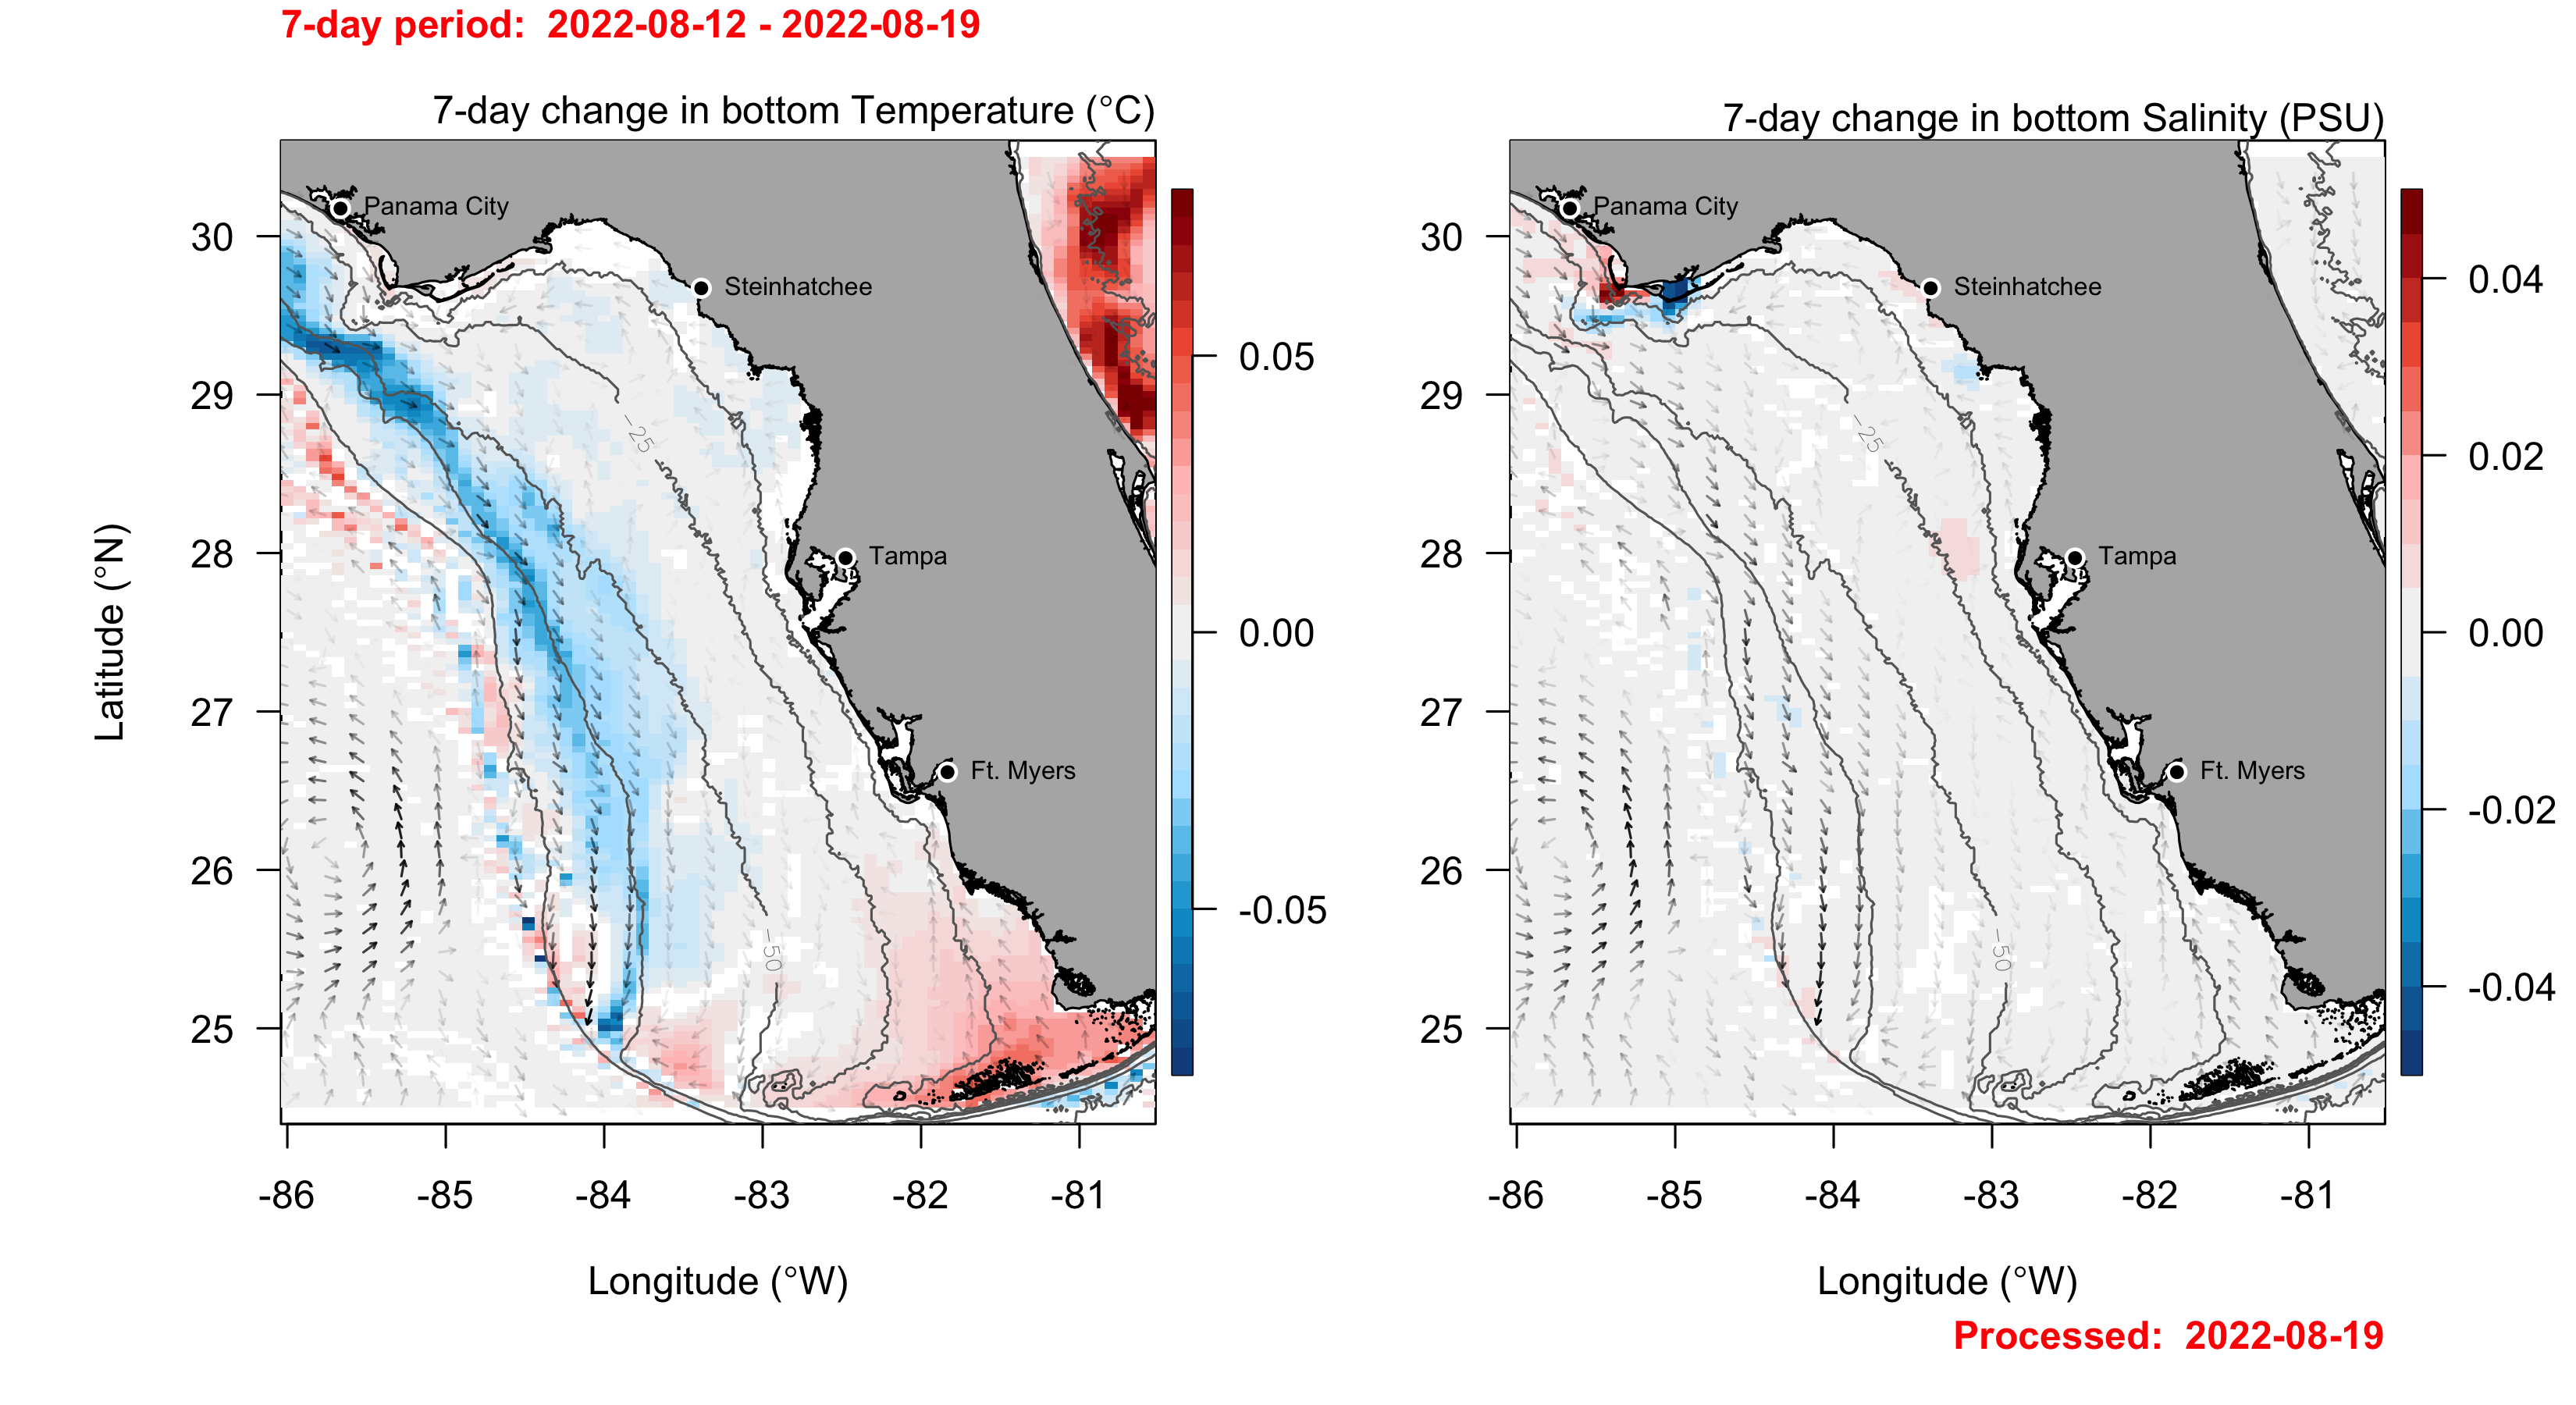 7-day period:  2022-08-12 - 2022-08-19
7-day change in bottom Temperature (°C)
Panama City
Steinhatchee
Tampa
Ft. Myers
-25
-50
30
29
28
27
26
25
Latitude (°N)
-86
-85
-84
-83
-82
-81
Longitude (°W)
0.05
0.00
-0.05
7-day change in bottom Salinity (PSU)
Panama City
Steinhatchee
Tampa
Ft. Myers
-25
-50
30
29
28
27
26
25
-86
-85
-84
-83
-82
-81
Longitude (°W)
0.04
0.02
0.00
-0.02
-0.04
Processed:  2022-08-19